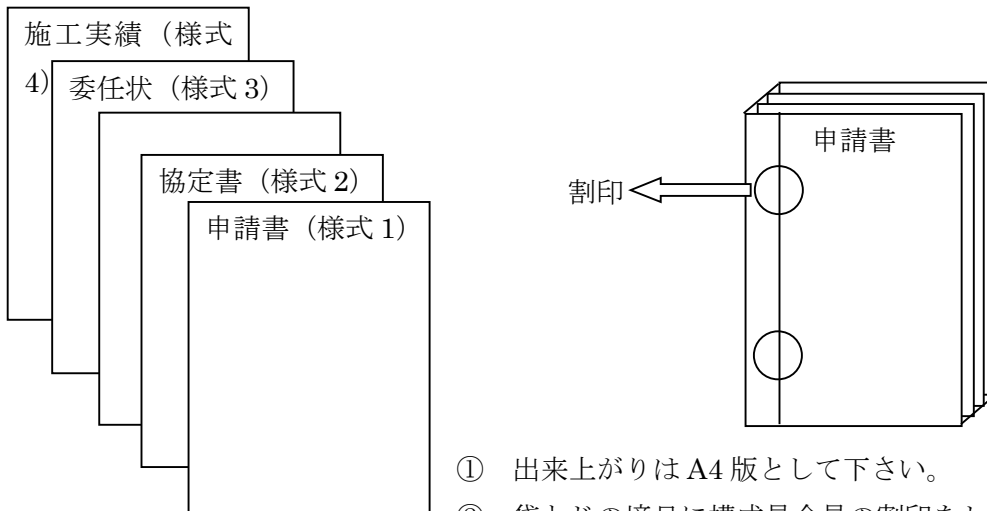 施工実績（様式
4）
委任状（様式 3）
協定書（様式 2）
申請書（様式 1）
申請書
割印
① 出来上がりは A4 版として下さい。